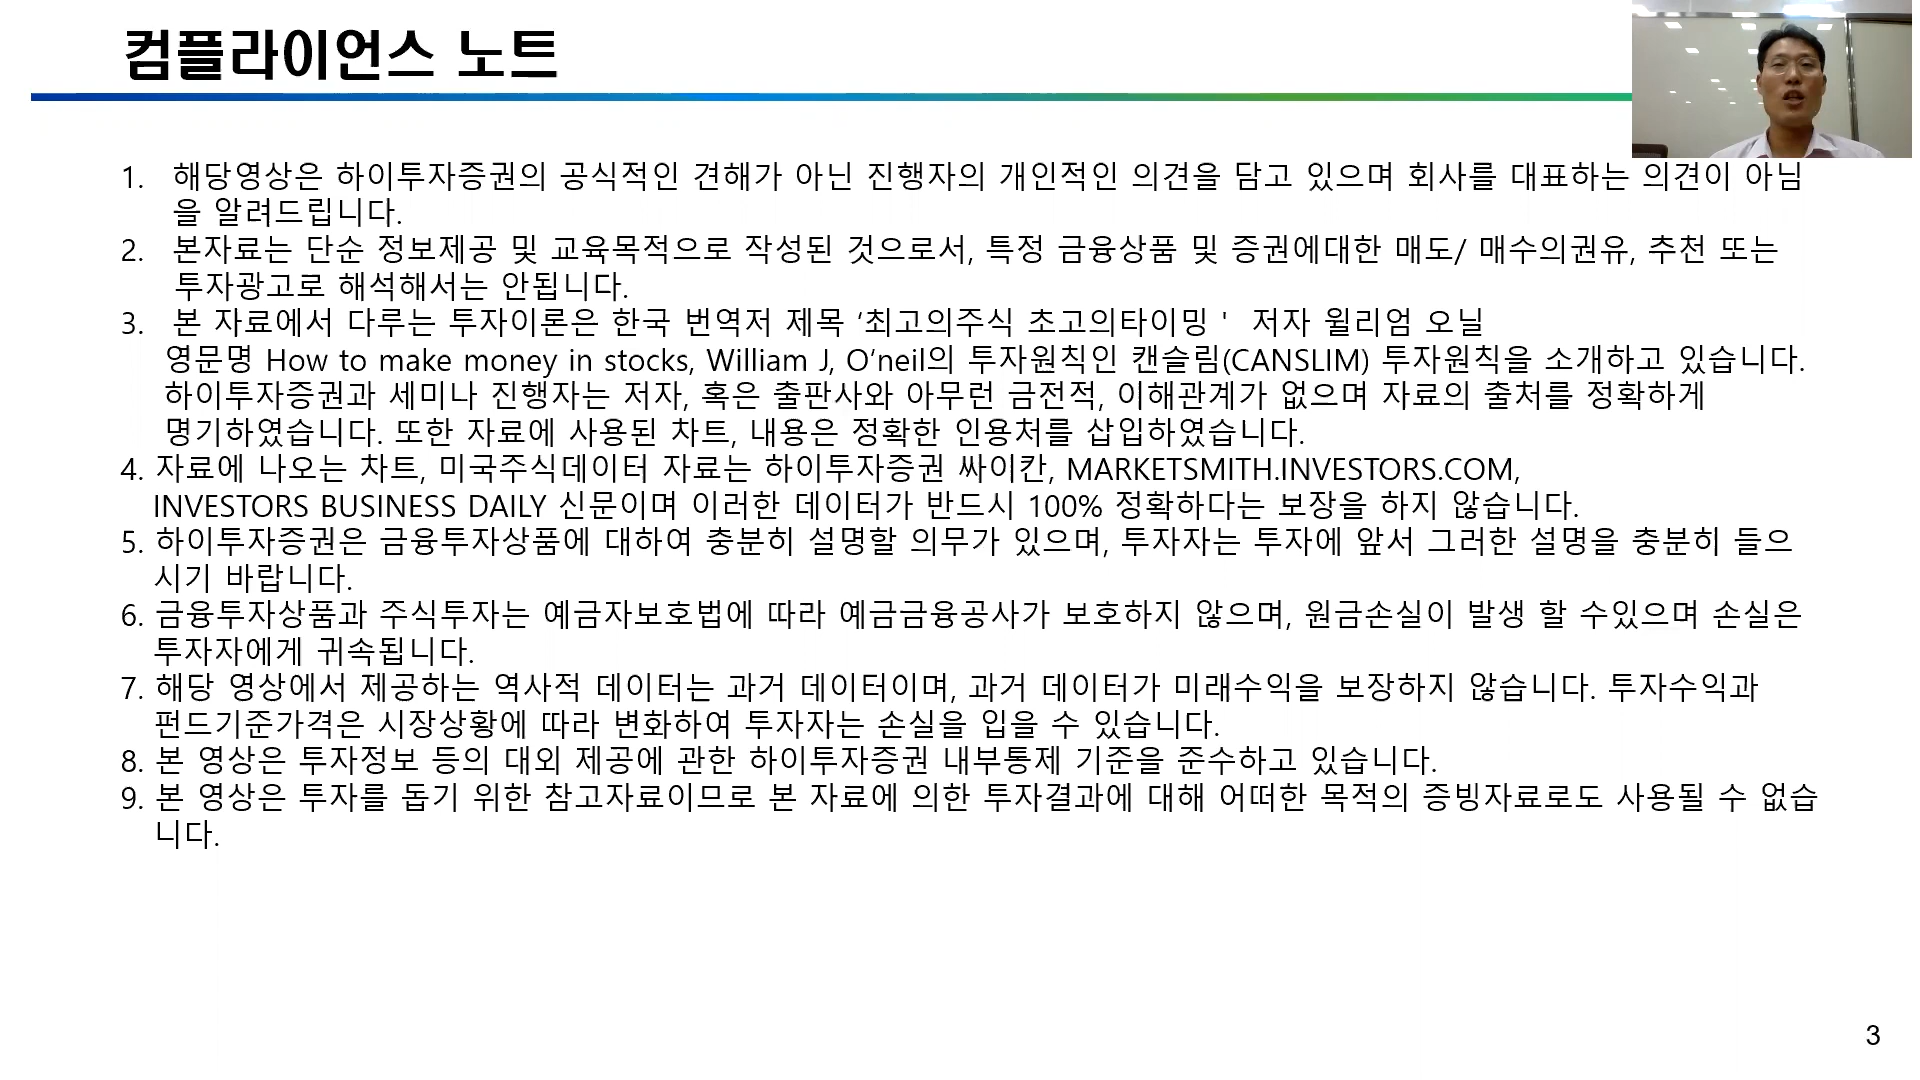 컴플라이언스 노트
1. 해당영상은 하이투자증권의 공식적인 견해가 아닌 진행자의 개인적인 의견을 담고 있으며 회사를 대표하는 의견이 아님
을 알려드립니다.
2. 본자료는 단순 정보제공 및 교육목적으로 작성된 것으로서, 특정 금융상품 및 증권에대한 매도/ 매수의권유, 추천 또는
투자광고로 해석해서는 안됩니다.
3. 본 자료에서 다루는 투자이론은 한국 번역저 제목 ‘최고의주식 초고의타이밍 ' 저자 윌리엄 오닐
영문명 How to make money in stocks, William J, O’neil의 투자원칙인 캔슬림(CANSLIM) 투자원칙을 소개하고 있습니다.
하이투자증권과 세미나 진행자는 저자, 혹은 출판사와 아무런 금전적, 이해관계가 없으며 자료의 출처를 정확하게
명기하였습니다. 또한 자료에 사용된 차트, 내용은 정확한 인용처를 삽입하였습니다.
4. 자료에 나오는 차트, 미국주식데이터 자료는 하이투자증권 싸이칸, MARKETSMITH.INVESTORS.COM,
INVESTORS BUSINESS DAILY 신문이며 이러한 데이터가 반드시 100% 정확하다는 보장을 하지 않습니다.
5. 하이투자증권은 금융투자상품에 대하여 충분히 설명할 의무가 있으며, 투자자는 투자에 앞서 그러한 설명을 충분히 들으
시기 바랍니다.
6. 금융투자상품과 주식투자는 예금자보호법에 따라 예금금융공사가 보호하지 않으며, 원금손실이 발생 할 수있으며 손실은
투자자에게 귀속됩니다.
7. 해당 영상에서 제공하는 역사적 데이터는 과거 데이터이며, 과거 데이터가 미래수익을 보장하지 않습니다. 투자수익과
펀드기준가격은 시장상황에 따라 변화하여 투자자는 손실을 입을 수 있습니다.
8. 본 영상은 투자정보 등의 대외 제공에 관한 하이투자증권 내부통제 기준을 준수하고 있습니다.
9. 본 영상은 투자를 돕기 위한 참고자료이므로 본 자료에 의한 투자결과에 대해 어떠한 목적의 증빙자료로도 사용될 수 없습
니다.
3